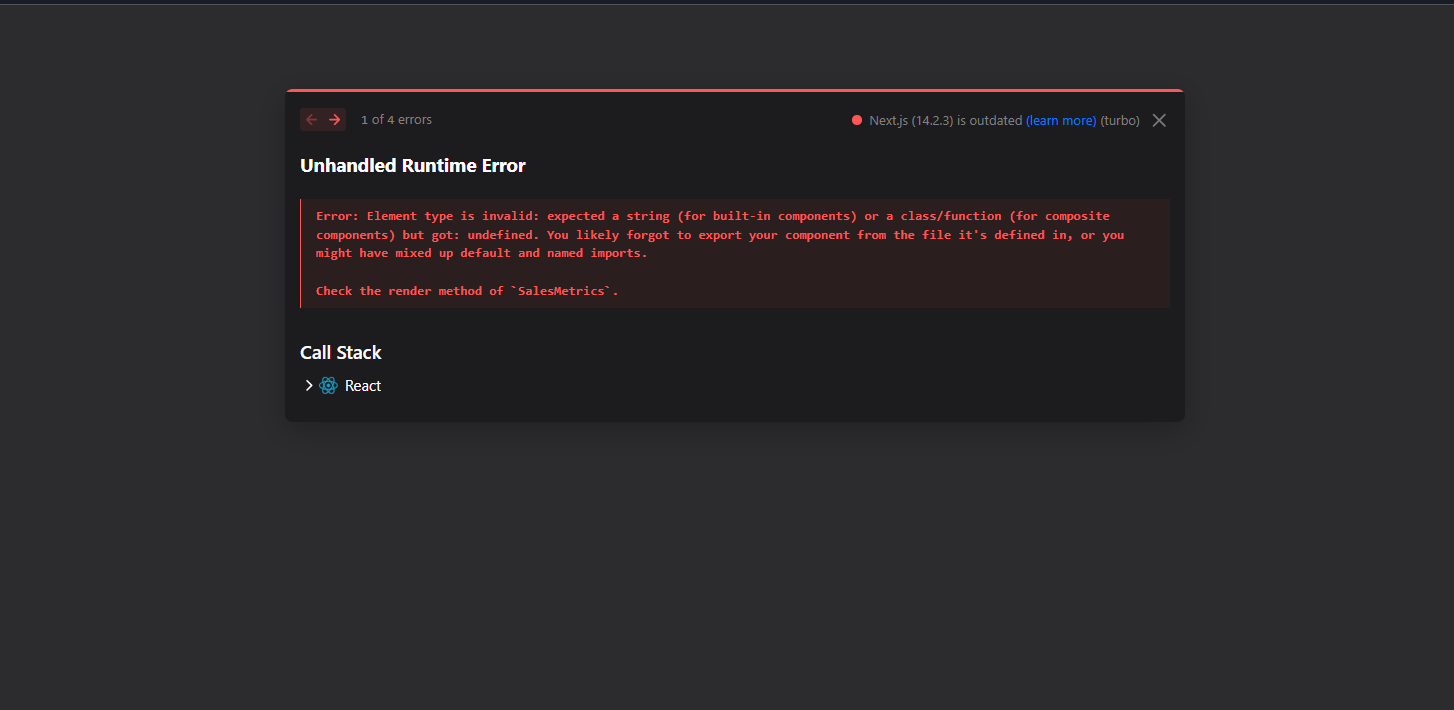 1 of 4 errors
Next.js (14.2.3) is outdated (learn more) (turbo)
Unhandled Runtime Error
Error: Element type is invalid: expected a string (for built-in components) or a class/function (for composite
components) but got: undefined. You likely forgot to export your component from the file it's defined in, or you
might have mixed up default and named imports.
Check the render method of `SalesMetrics`.
Call Stack
React